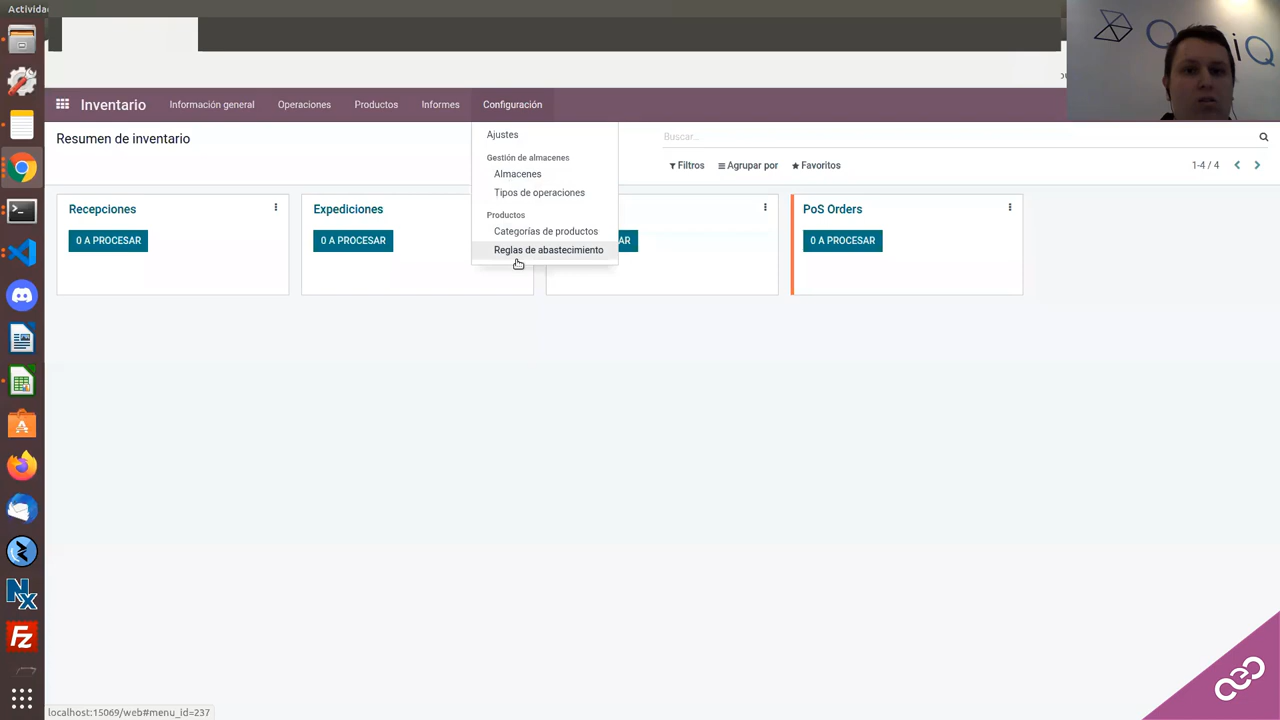 Activida
Inventario Información general Operaciones Productos Informes Configuración
Resumen de inventario
Buscar...
Filtros Agrupar por Favoritos 1-4 / 4
Ajustes
Gestión de almacenes
Almacenes
Tipos de operaciones
Productos
Categorías de productos
Reglas de abastecimiento
Recepciones
0 A PROCESAR
Expediciones
0 A PROCESAR
AR
PoS Orders
0 A PROCESAR
localhost:15069/web#menu_id=237